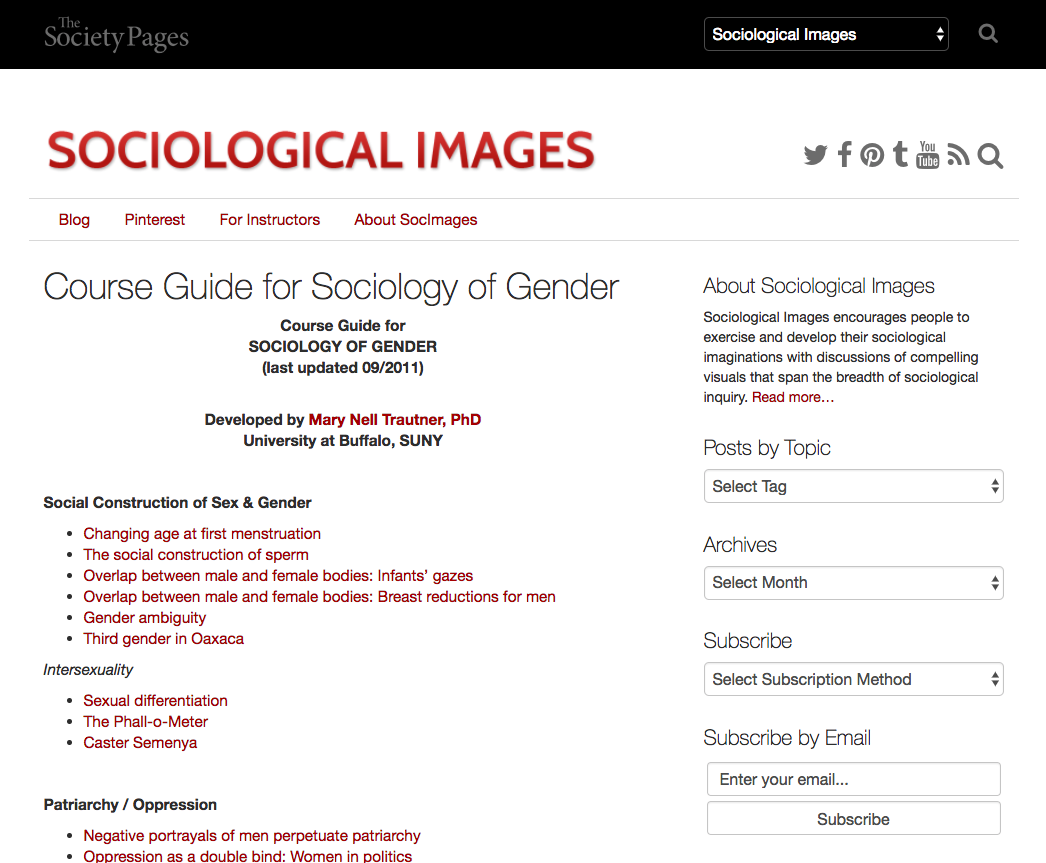 The
Society Pages
Sociological Images
SOCIOLOGICAL IMAGES
You
Tube
Blog
Pinterest
For Instructors
About SocImages
Course Guide for Sociology of Gender
Course Guide for
SOCIOLOGY OF GENDER
(last updated 09/2011)
Developed by Mary Nell Trautner, PhD
University at Buffalo, SUNY
Social Construction of Sex & Gender
Changing age at first menstruation
The social construction of sperm
Overlap between male and female bodies: Infants’ gazes
Overlap between male and female bodies: Breast reductions for men
Gender ambiguity
Third gender in Oaxaca
Intersexuality
Sexual differentiation
The Phall-o-Meter
Caster Semenya
Patriarchy / Oppression
Negative portrayals of men perpetuate patriarchy
Oppression as a double bind: Women in politics
About Sociological Images
Sociological Images encourages people to
exercise and develop their sociological
imaginations with discussions of compelling
visuals that span the breadth of sociological
inquiry. Read more…
Posts by Topic
Select Tag
Archives
Select Month
Subscribe
Select Subscription Method
Subscribe by Email
Enter your email...
Subscribe